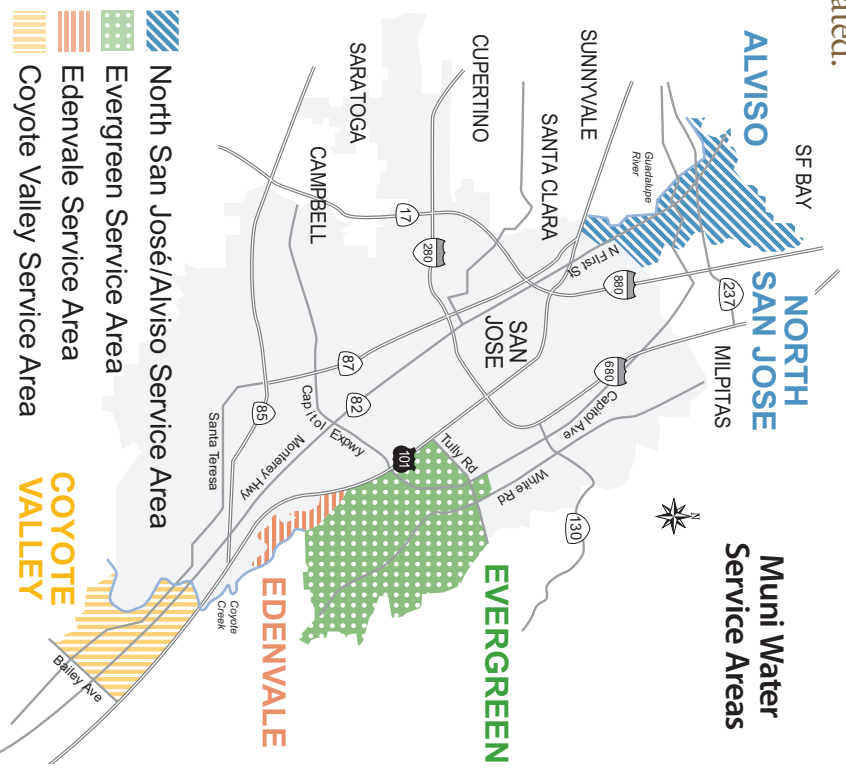 ated.
Muni Water
Service Areas
N
SF BAY
ALVISO
NORTH
SAN JOSE
MILPITAS
237
880
680
SUNNYVALE
Guadalupe
River
N First St
SANTA CLARA
CUPERTINO
280
17
SARATOGA
CAMPBELL
SAN
JOSE
87
82
85
101
130
Capitol Ave
White Rd
Tully Rd
Capitol Expwy
Monterey Hwy
Santa Teresa
EVERGREEN
EDENVALE
Coyote
Creek
COYOTE
VALLEY
Bailey Ave
North San José/Alviso Service Area
Evergreen Service Area
Edenvale Service Area
Coyote Valley Service Area